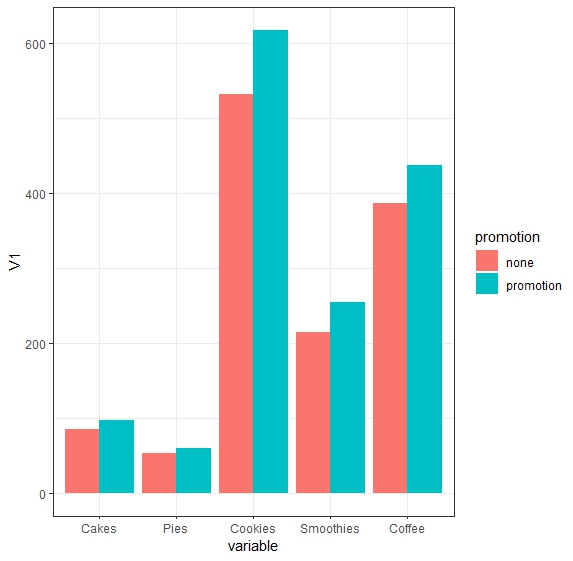 600
400
200
0
V1
Cakes Pies Cookies Smoothies Coffee
variable
promotion
none
promotion